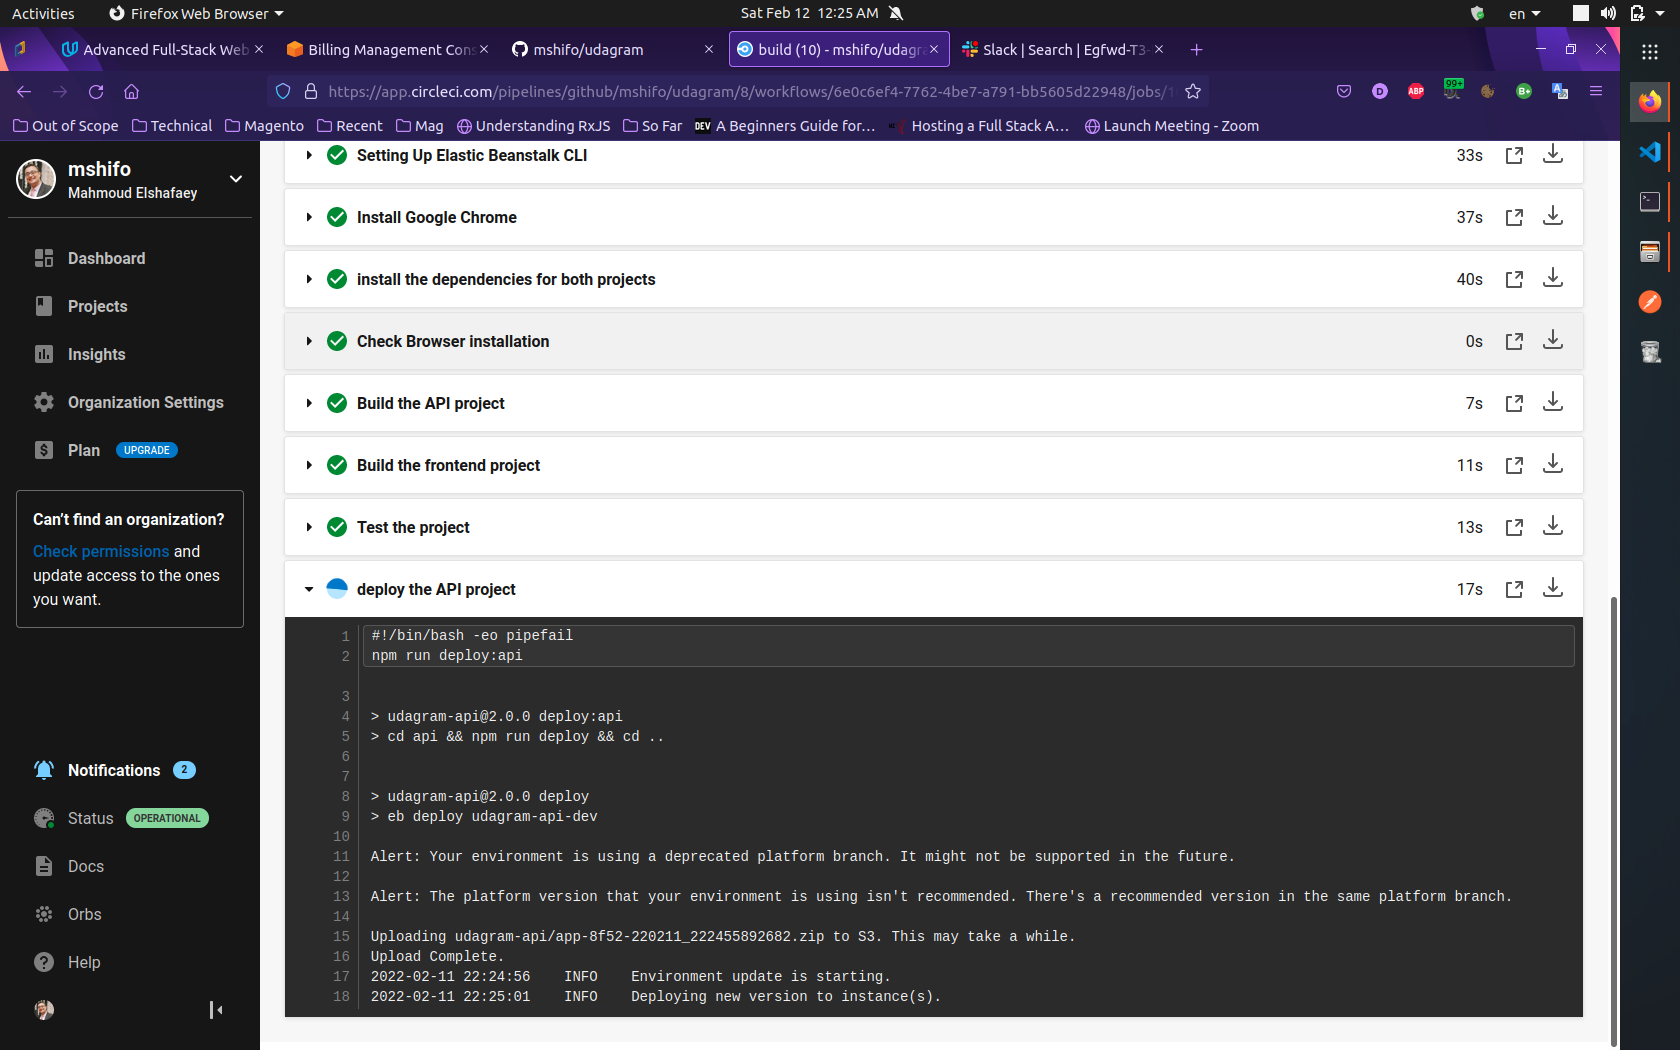 Activities
Firefox Web Browser
Sat Feb 12 12:25 AM
en
Advanced Full-Stack Web
Billing Management Cons
mshifo/udagram
build (10) - mshifo/udagra
Slack | Search | Egfwd-T3-
https://app.circleci.com/pipelines/github/mshifo/udagram/8/workflows/6e0c6ef4-7762-4be7-a791-bb5605d22948/jobs/1
D
ABP
99+
B+
Out of Scope
Technical
Magento
Recent
Mag
Understanding RxJS
So Far
DEV
A Beginners Guide for...
Hosting a Full Stack A...
Launch Meeting - Zoom
mshifo
Mahmoud Elshafaey
Dashboard
Projects
Insights
Organization Settings
Plan
UPGRADE
Can't find an organization?
Check permissions and
update access to the ones
you want.
Notifications
2
Status
OPERATIONAL
Docs
Orbs
Help
Setting Up Elastic Beanstalk CLI
33s
Install Google Chrome
37s
install the dependencies for both projects
40s
Check Browser installation
0s
Build the API project
7s
Build the frontend project
11s
Test the project
13s
deploy the API project
17s
1 #!/bin/bash -eo pipefail
2 npm run deploy:api
3
4 > udagram-api@2.0.0 deploy:api
5 > cd api && npm run deploy && cd ..
6
7
8 > udagram-api@2.0.0 deploy
9 > eb deploy udagram-api-dev
10
11 Alert: Your environment is using a deprecated platform branch. It might not be supported in the future.
12
13 Alert: The platform version that your environment is using isn't recommended. There's a recommended version in the same platform branch.
14
15 Uploading udagram-api/app-8f52-220211_222455892682.zip to S3. This may take a while.
16 Upload Complete.
17 2022-02-11 22:24:56 INFO Environment update is starting.
18 2022-02-11 22:25:01 INFO Deploying new version to instance(s).